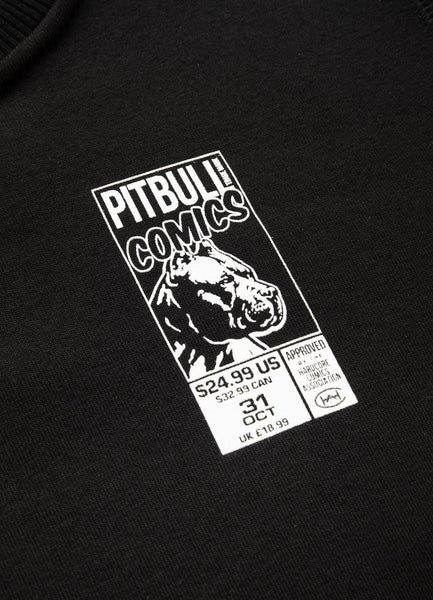 PITBULL
COMICS
$24.99 US
$32.99 CAN
31
OCT
UK £18.99
APPROVED
BY THE
HARDCORE
COMICS
ASSOCIATION